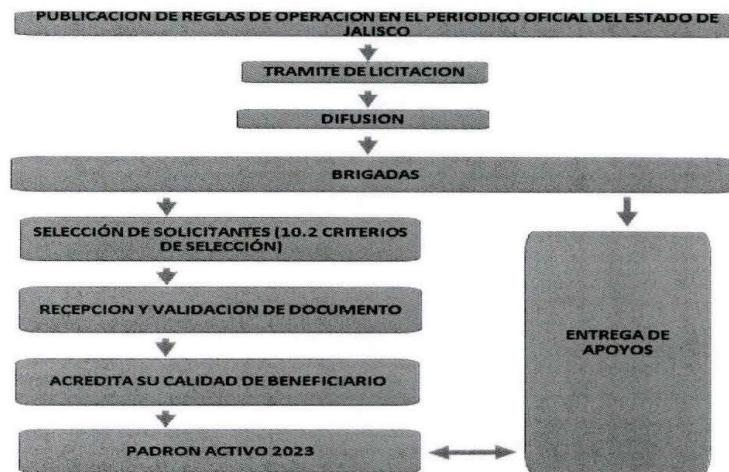 PUBLICACION DE REGLAS DE OPERACIÓN EN EL PERIODICO OFICIAL DEL ESTADO DE
JALISCO
TRAMITE DE LICITACION
DIFUSION
BRIGADAS
SELECCIÓN DE SOLICITANTES (10.2 CRITERIOS
DE SELECCIÓN)
RECEPCION Y VALIDACION DE DOCUMENTO
ACREDITA SU CALIDAD DE BENEFICIARIO
PADRON ACTIVO 2023
ENTREGA DE
APOYOS